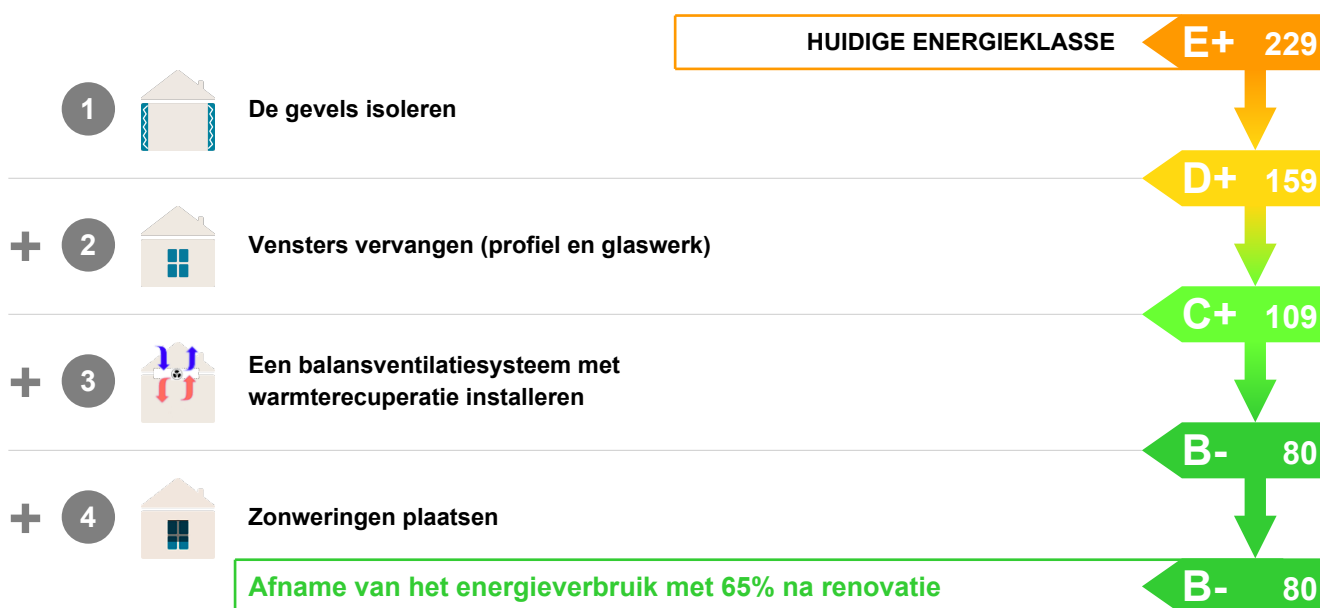 HUIDIGE ENERGIEKLASSE E+ 229
1 De gevels isoleren
D+ 159
+ 2 Vensters vervangen (profiel en glaswerk)
C+ 109
+ 3 Een balansventilatiesysteem met
warmterecuperatie installeren
B- 80
+ 4 Zonweringen plaatsen
Afname van het energieverbruik met 65% na renovatie B- 80